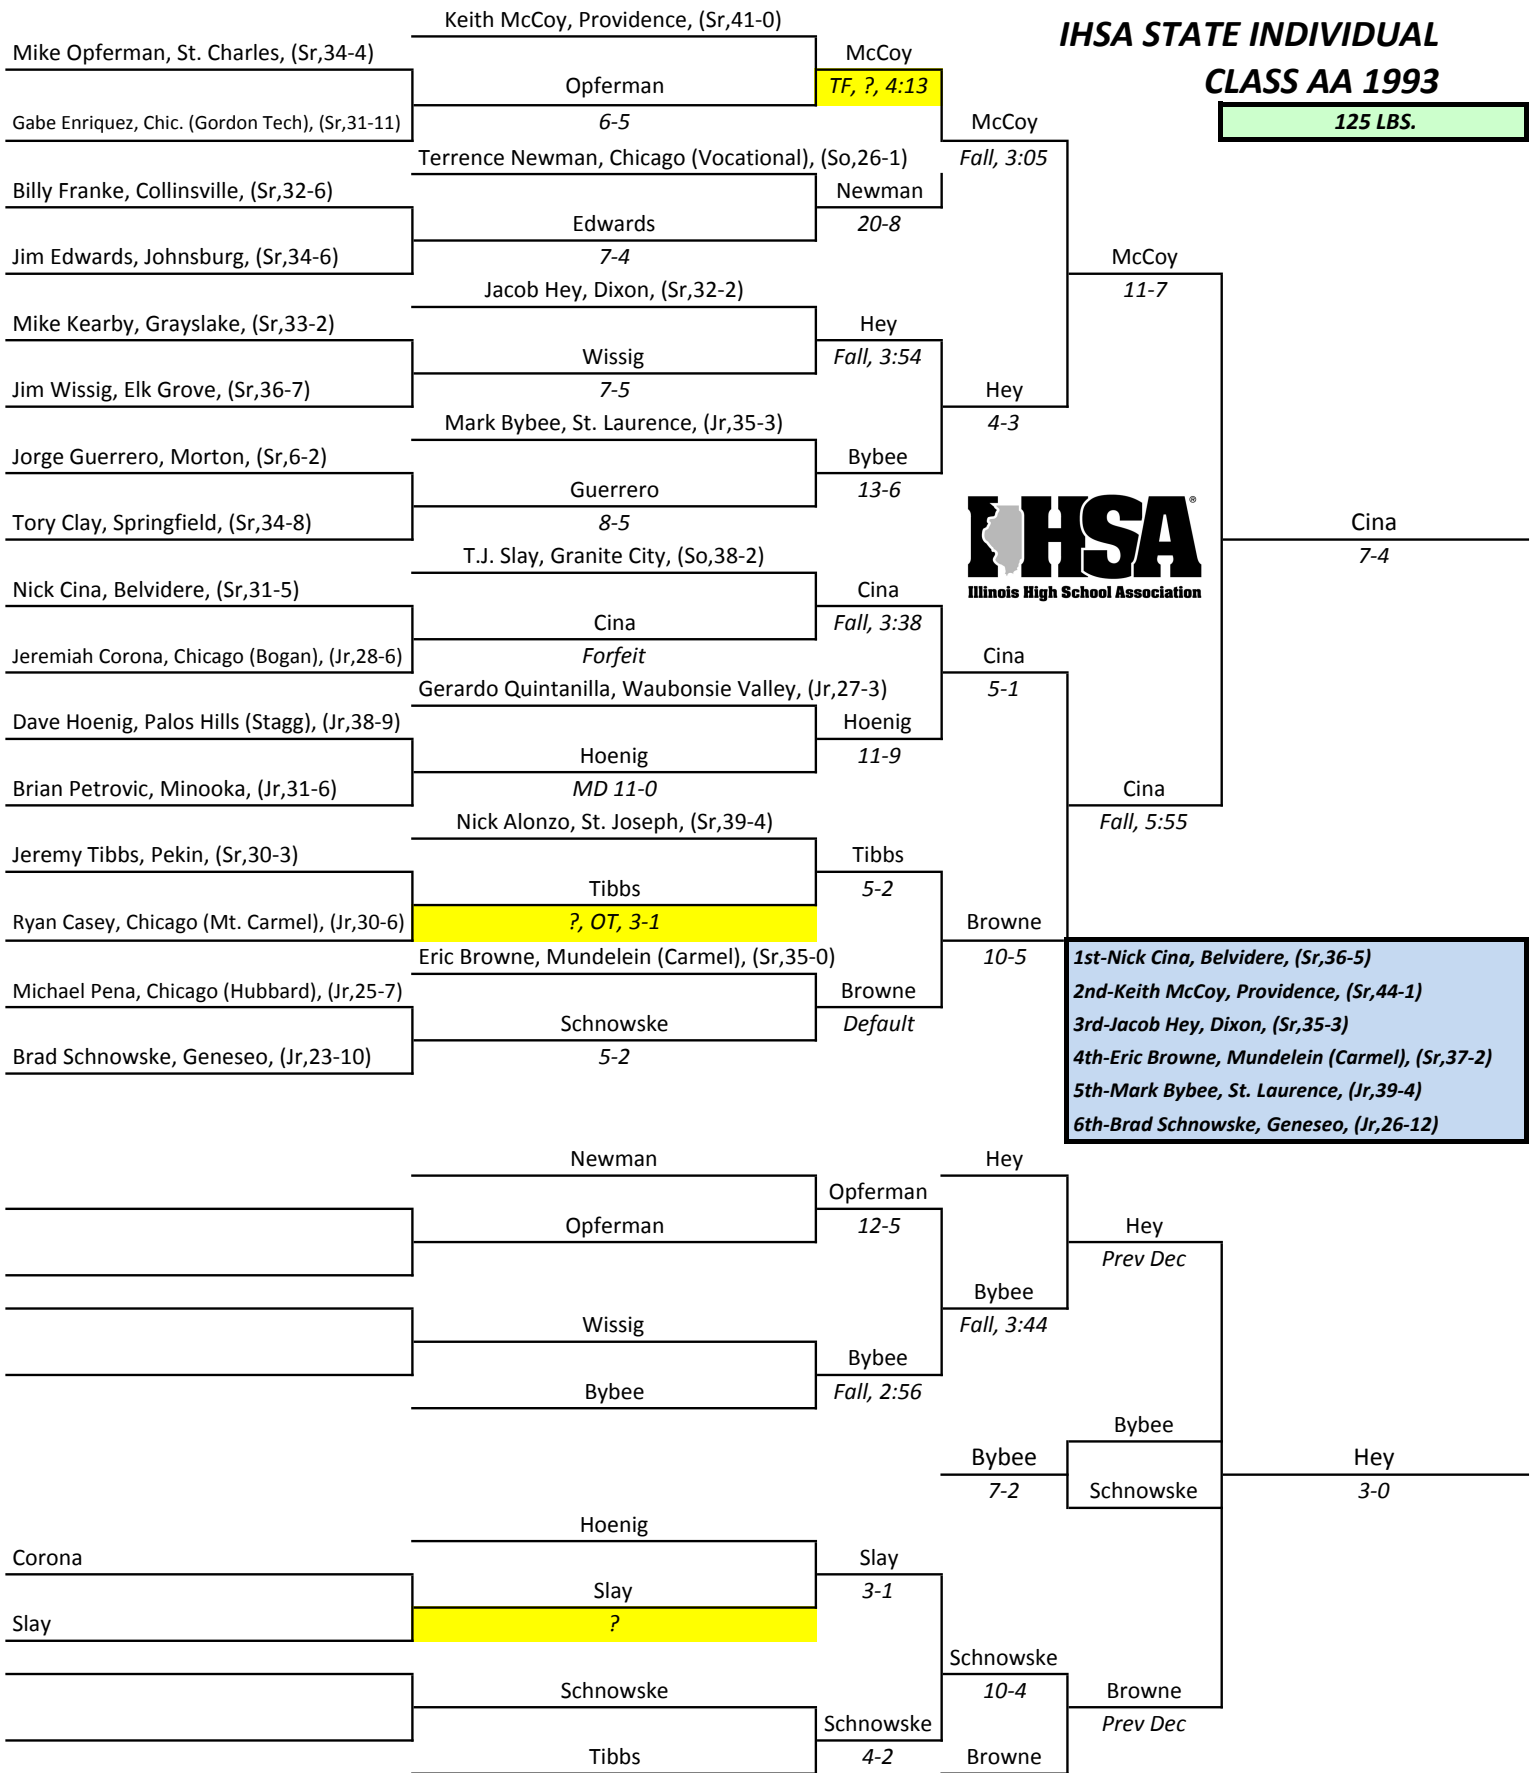 Keith McCoy, Providence, (Sr,41-0)
IHSA STATE INDIVIDUAL
Mike Opferman, St. Charles, (Sr,34-4)
McCoy
CLASS AA 1993
Opferman
TF, ?, 4:13
Gabe Enriquez, Chic. (Gordon Tech), (Sr,31-11)
6-5
McCoy
125 LBS.
Terrence Newman, Chicago (Vocational), (So,26-1)
Fall, 3:05
Billy Franke, Collinsville, (Sr,32-6)
Newman
Edwards
20-8
Jim Edwards, Johnsburg, (Sr,34-6)
7-4
McCoy
Jacob Hey, Dixon, (Sr,32-2)
11-7
Mike Kearby, Grayslake, (Sr,33-2)
Hey
Wissig
Fall, 3:54
Jim Wissig, Elk Grove, (Sr,36-7)
7-5
Hey
Mark Bybee, St. Laurence, (Jr,35-3)
4-3
Jorge Guerrero, Morton, (Sr,6-2)
Bybee
Guerrero
13-6
IHSA®
Tory Clay, Springfield, (Sr,34-8)
8-5
Cina
T.J. Slay, Granite City, (So,38-2)
7-4
Nick Cina, Belvidere, (Sr,31-5)
Cina
Illinois High School Association
Cina
Fall, 3:38
Jeremiah Corona, Chicago (Bogan), (Jr,28-6)
Forfeit
Cina
Gerardo Quintanilla, Waubonsie Valley, (Jr,27-3)
5-1
Dave Hoenig, Palos Hills (Stagg), (Jr,38-9)
Hoenig
Hoenig
11-9
Brian Petrovic, Minooka, (Jr,31-6)
MD 11-0
Cina
Nick Alonzo, St. Joseph, (Sr,39-4)
Fall, 5:55
Jeremy Tibbs, Pekin, (Sr,30-3)
Tibbs
Tibbs
5-2
Ryan Casey, Chicago (Mt. Carmel), (Jr,30-6)
?, OT, 3-1
Browne
Eric Browne, Mundelein (Carmel), (Sr,35-0)
10-5
1st-Nick Cina, Belvidere, (Sr,36-5)
Michael Pena, Chicago (Hubbard), (Jr,25-7)
Browne
2nd-Keith McCoy, Providence, (Sr,44-1)
Schnowske
Default
3rd-Jacob Hey, Dixon, (Sr,35-3)
Brad Schnowske, Geneseo, (Jr,23-10)
5-2
4th-Eric Browne, Mundelein (Carmel), (Sr,37-2)
5th-Mark Bybee, St. Laurence, (Jr,39-4)
6th-Brad Schnowske, Geneseo, (Jr,26-12)
Newman
Hey
Opferman
Opferman
12-5
Hey
Prev Dec
Bybee
Wissig
Fall, 3:44
Bybee
Bybee
Fall, 2:56
Bybee
Bybee
Hey
7-2
Schnowske
3-0
Hoenig
Corona
Slay
Slay
3-1
Slay
?
Schnowske
Schnowske
10-4
Browne
Schnowske
Prev Dec
Tibbs
4-2
Browne